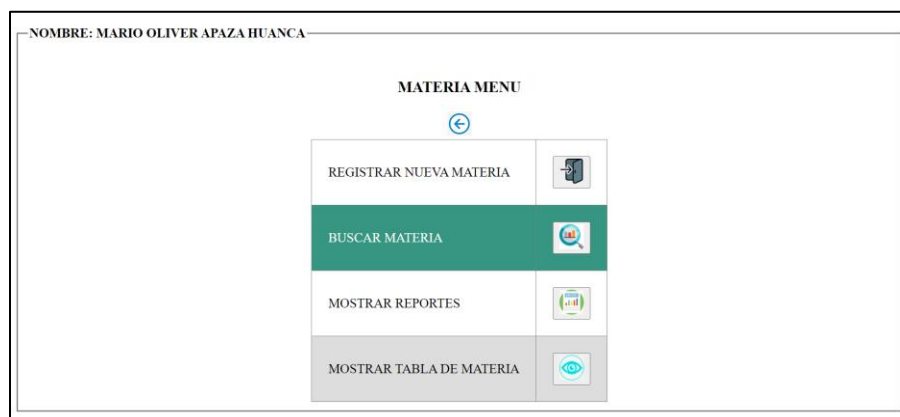 NOMBRE: MARIO OLIVER APAZA HUANCA
MATERIA MENU
REGISTRAR NUEVA MATERIA
BUSCAR MATERIA
MOSTRAR REPORTES
MOSTRAR TABLA DE MATERIA